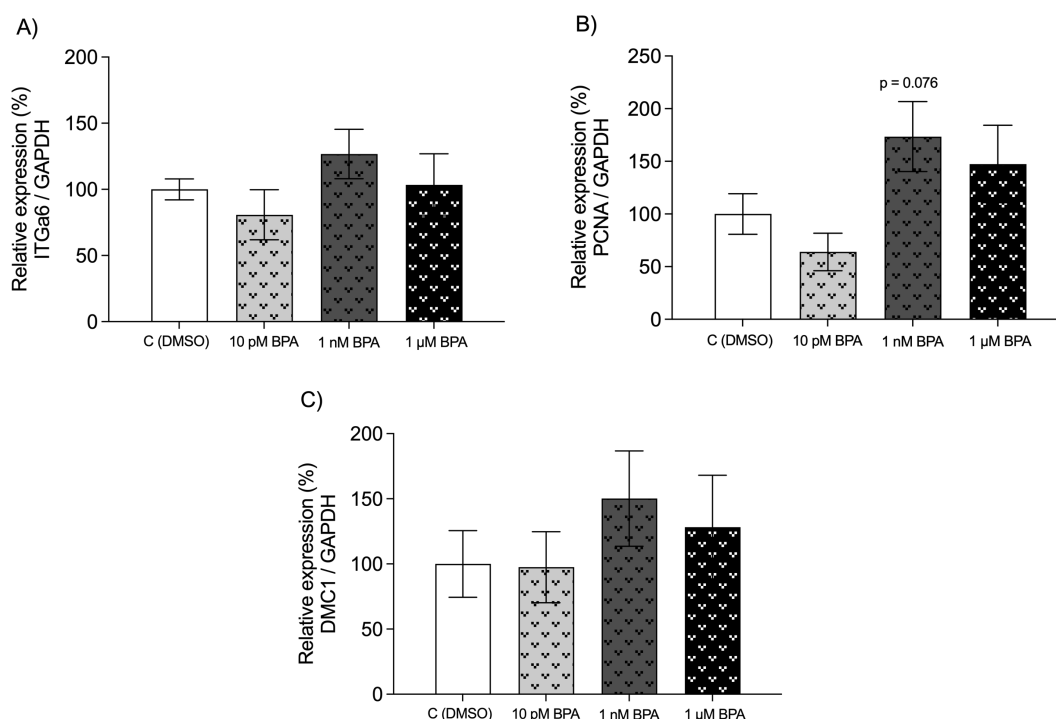 A)
Relative expression (%)
ITGa6 / GAPDH
200
150
100
50
0
C (DMSO) 10 pM BPA 1 nM BPA 1 µM BPA
B)
Relative expression (%)
PCNA / GAPDH
250
200
150
100
50
0
p = 0.076
C (DMSO) 10 pM BPA 1 nM BPA 1 µM BPA
C)
Relative expression (%)
DMC1 / GAPDH
200
150
100
50
0
C (DMSO) 10 pM BPA 1 nM BPA 1 µM BPA